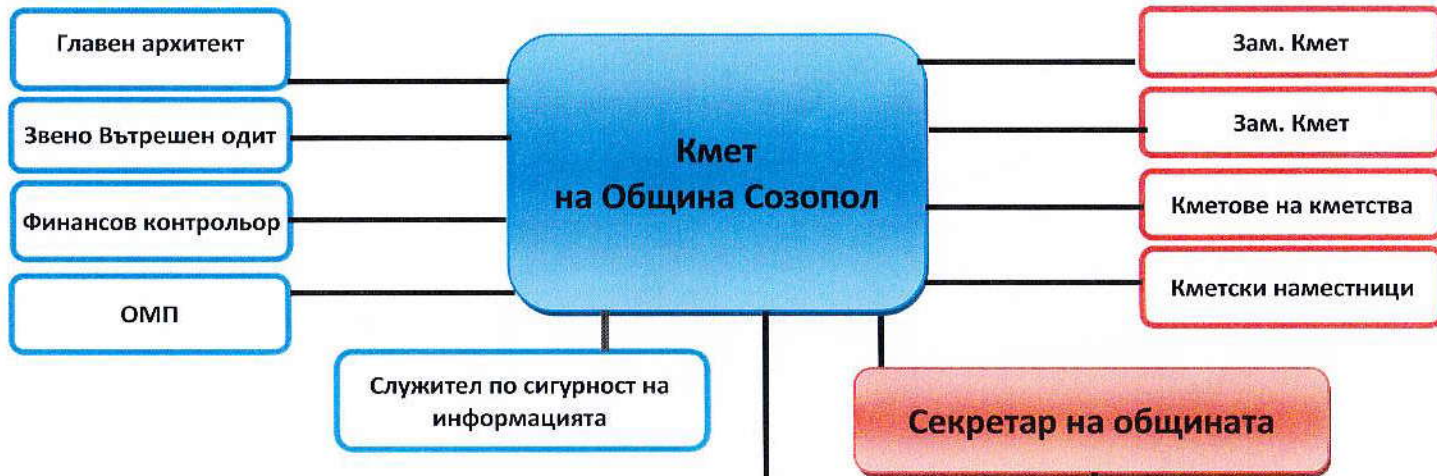 Главен архитект
Звено Вътрешен одит
Финансов контрольор
ОМП
Кмет
на Община Созопол
Зам. Кмет
Зам. Кмет
Кметове на кметства
Кметски наместници
Служител по сигурност на
информацията
Секретар на общината